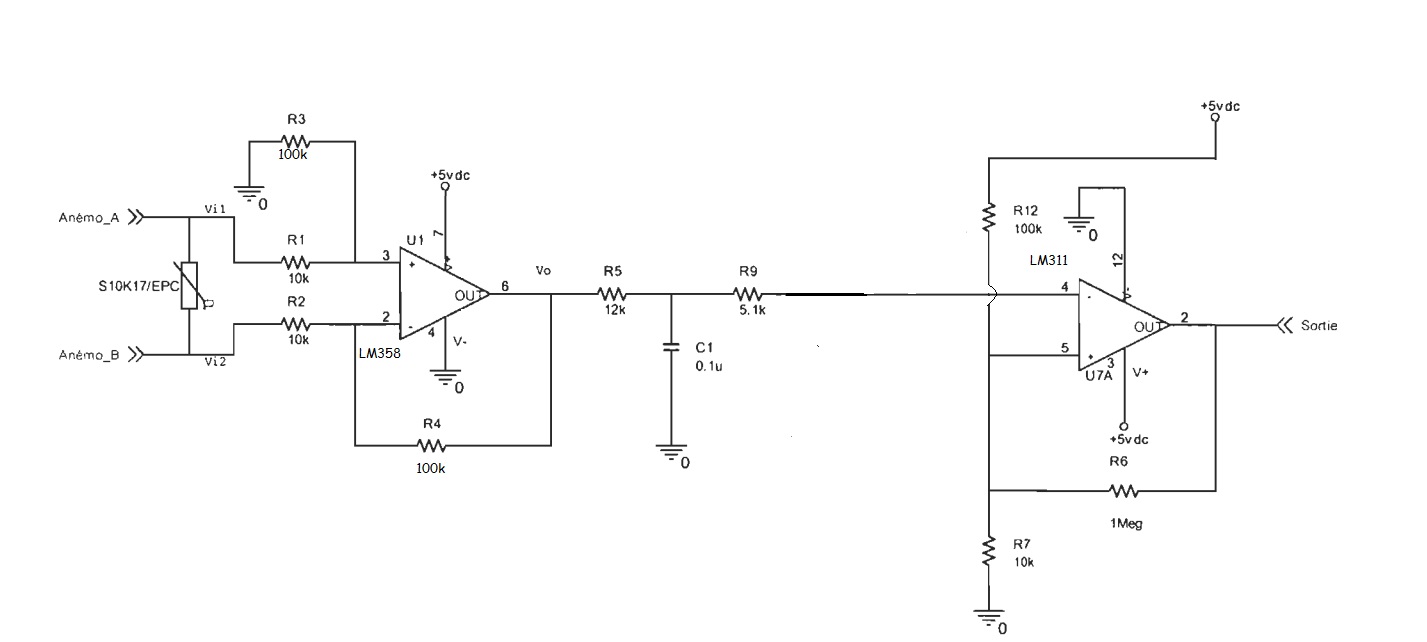 +5vdc
R3
100k
0
+5vdc
7
Anémo_A
Vi1
R1
10k
3
U1
+
S10K17/EPC
R2
10k
2
-
4
V-
OUT
6
Vo
LM358
0
Anémo_B
Vi2
R4
100k
R5
12k
R9
5.1k
C1
0.1u
0
R12
100k
0
LM311
12
4
-
OUT
2
Sortie
5
+
3
U7A
V+
+5vdc
R6
1Meg
R7
10k
0